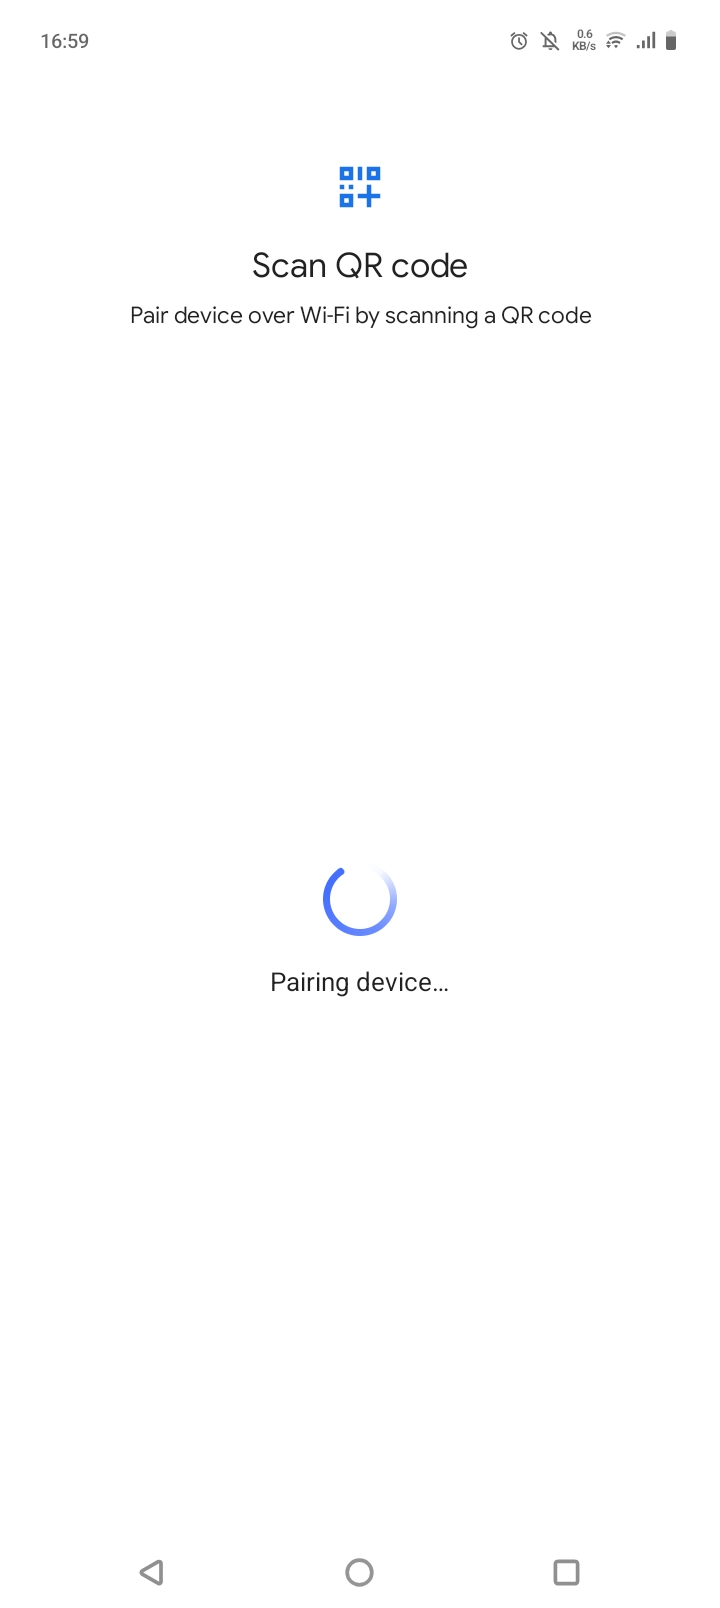 16:59
0.6
KB/s
Scan QR code
Pair device over Wi-Fi by scanning a QR code
Pairing device…